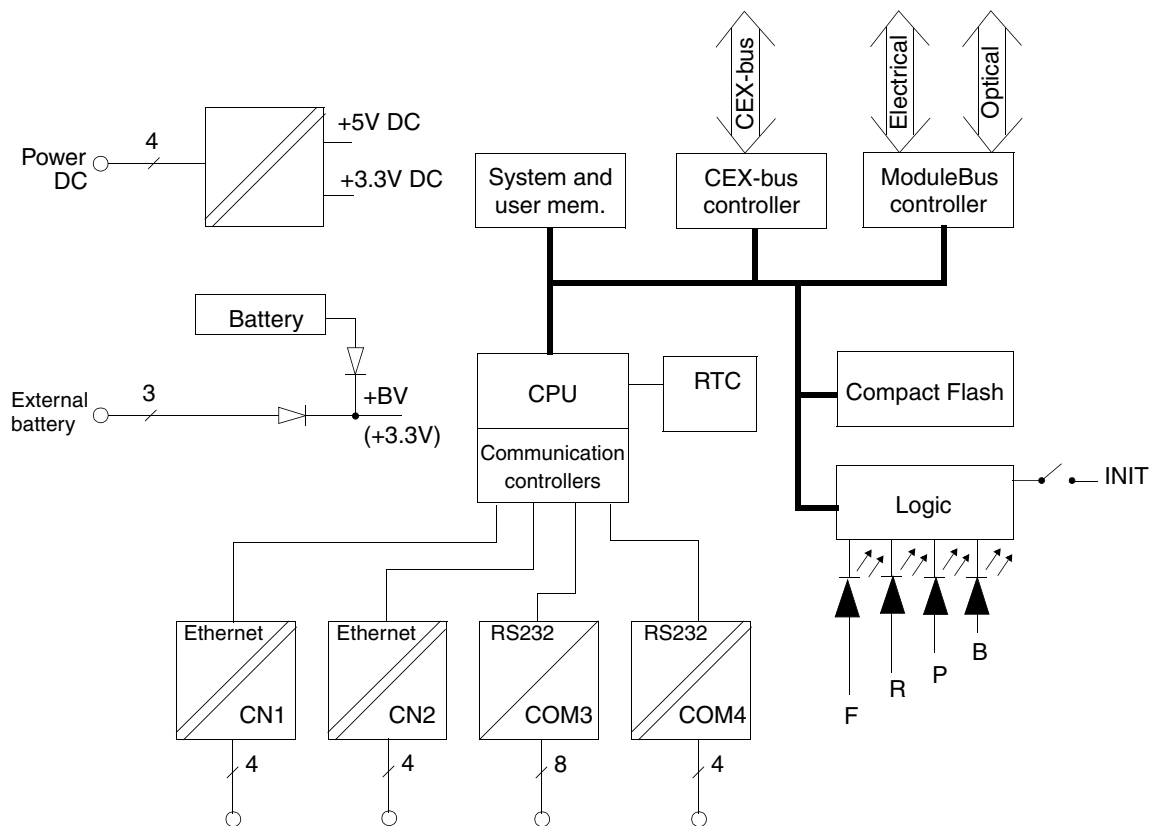 CEX-bus
Electrical
Optical
Power
DC
4
+5V DC
+3.3V DC
System and
user mem.
CEX-bus
controller
ModuleBus
controller
Battery
External
battery
3
+BV
(+3.3V)
CPU
RTC
Communication
controllers
Compact Flash
Logic
INIT
F
R
P
B
Ethernet
CN1
4
Ethernet
CN2
4
RS232
COM3
8
RS232
COM4
4